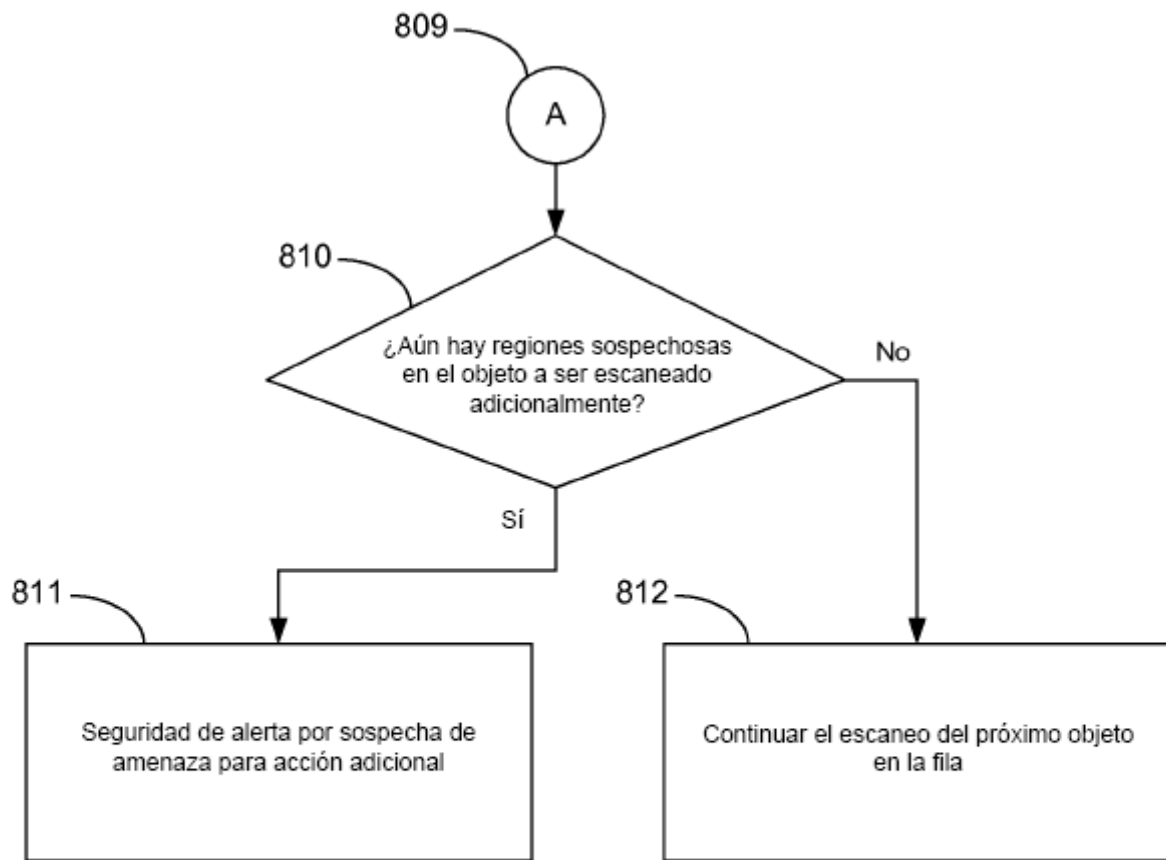 809
A
810
¿Aún hay regiones sospechosas
en el objeto a ser escaneado
adicionalmente?
No
Sí
811
812
Seguridad de alerta por sospecha de
amenaza para acción adicional
Continuar el escaneo del próximo objeto
en la fila